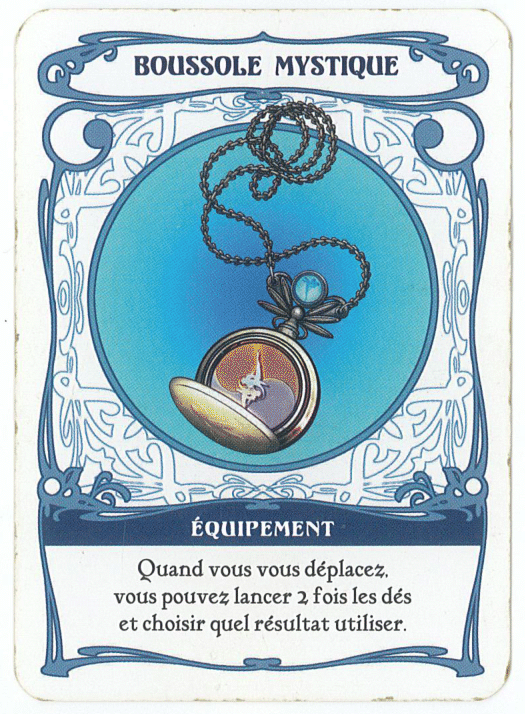 BOUSSOLE MYSTIQUE
ÉQUIPEMENT
Quand vous vous déplacez,
vous pouvez lancer 2 fois les dés
et choisir quel résultat utiliser.